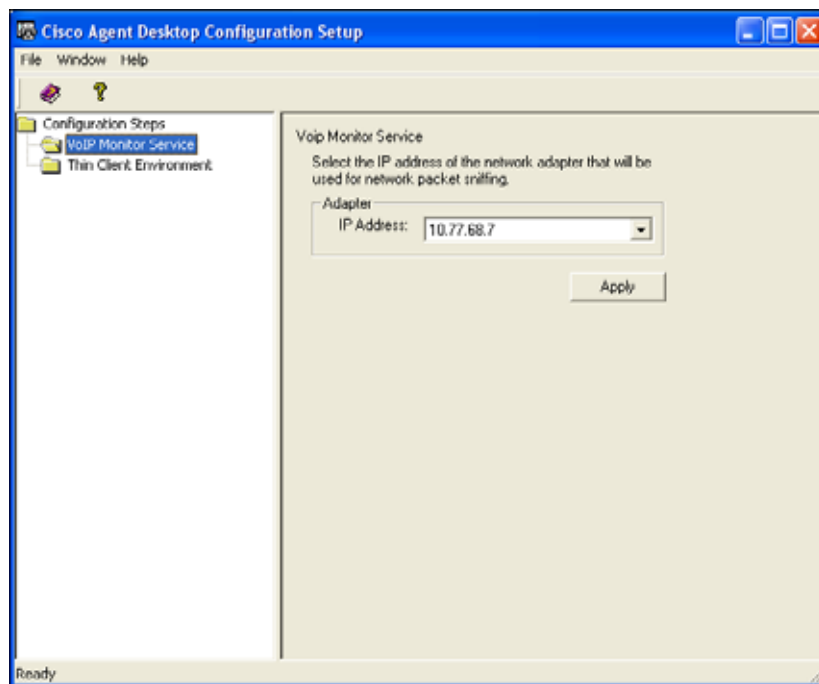 Cisco Agent Desktop Configuration Setup
File Window Help
Configuration Steps
VoIP Monitor Service
Thin Client Environment
Voip Monitor Service
Select the IP address of the network adapter that will be
used for network packet sniffing.
Adapter
IP Address: 10.77.68.7
Apply
Ready